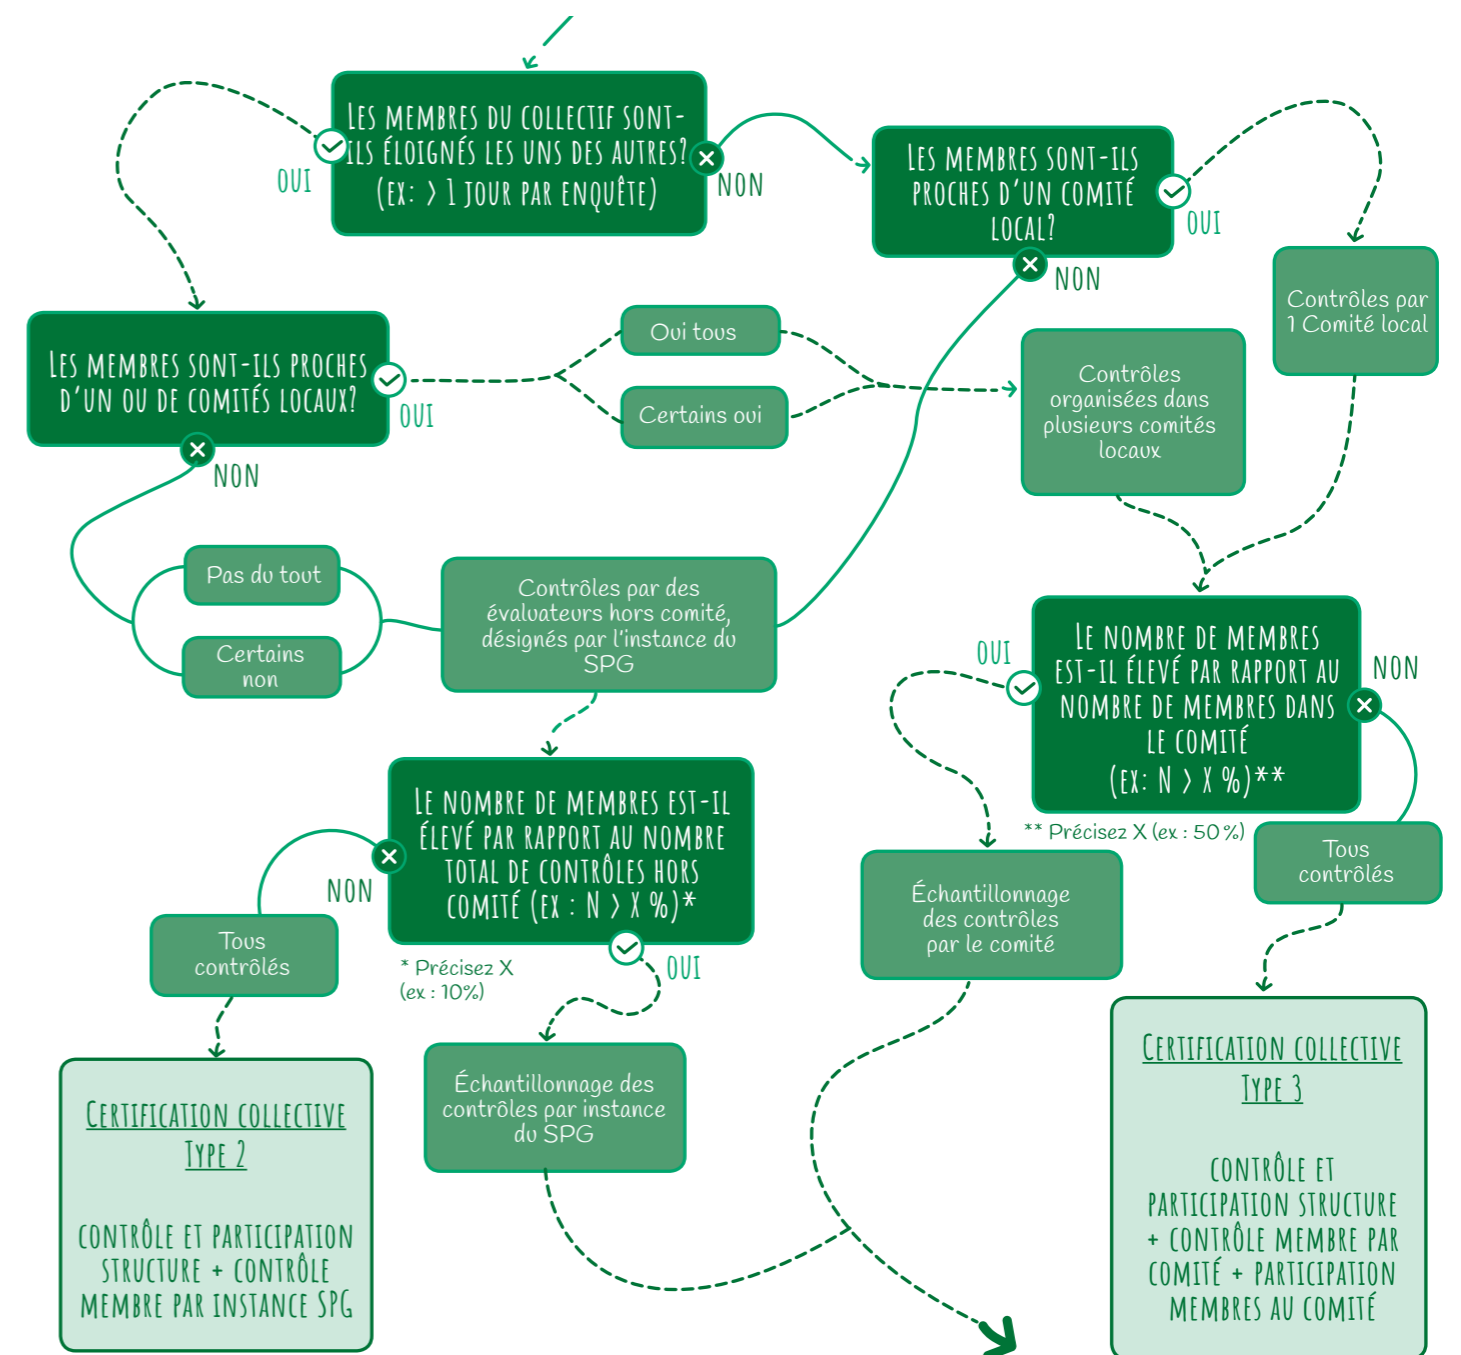 LES MEMBRES DU COLLECTIF SONT-
ILS ÉLOIGNÉS LES UNS DES AUTRES?
(EX: > 1 JOUR PAR ENQUÊTE)
OUI
NON
LES MEMBRES SONT-ILS
PROCHES D'UN COMITÉ
LOCAL?
OUI
NON
Contrôles par
1 Comité local
LES MEMBRES SONT-ILS PROCHES
D'UN OU DE COMITÉS LOCAUX?
OUI
NON
Oui tous
Certains oui
Contrôles
organisées dans
plusieurs comités
locaux
Pas du tout
Certains
non
Contrôles par des
évaluateurs hors comité,
désignés par l'instance du
SPG
OUI
LE NOMBRE DE MEMBRES
EST-IL ÉLEVÉ PAR RAPPORT AU
NOMBRE DE MEMBRES DANS
LE COMITÉ
(EX: N > X %)**
NON
** Précisez X (ex : 50%)
Tous
contrôlés
LE NOMBRE DE MEMBRES EST-IL
ÉLEVÉ PAR RAPPORT AU NOMBRE
TOTAL DE CONTRÔLES HORS
COMITÉ (EX : N > X %)*
NON
OUI
* Précisez X
(ex : 10%)
Tous
contrôlés
Échantillonnage
des contrôles
par le comité
Échantillonnage des
contrôles par instance
du SPG
CERTIFICATION COLLECTIVE
TYPE 2
CONTRÔLE ET PARTICIPATION
STRUCTURE + CONTRÔLE
MEMBRE PAR INSTANCE SPG
CERTIFICATION COLLECTIVE
TYPE 3
CONTRÔLE ET
PARTICIPATION STRUCTURE
+ CONTRÔLE MEMBRE PAR
COMITÉ + PARTICIPATION
MEMBRES AU COMITÉ